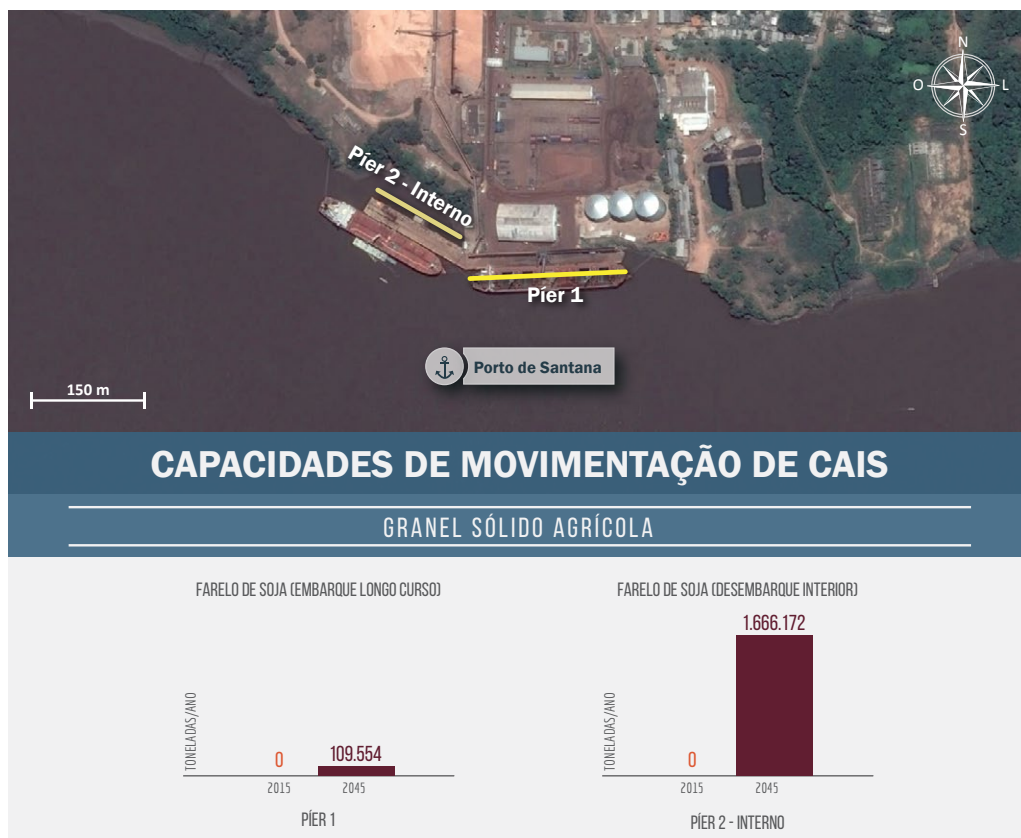 N
O
L
S
Píer 2 - Interno
Píer 1
Porto de Santana
150 m
CAPACIDADES DE MOVIMENTAÇÃO DE CAIS
GRANEL SÓLIDO AGRÍCOLA
FARELO DE SOJA (EMBARQUE LONGO CURSO)
TONELADAS/ANO
0
109.554
2015
2045
PÍER 1
FARELO DE SOJA (DESEMBARQUE INTERIOR)
TONELADAS/ANO
0
1.666.172
2015
2045
PÍER 2 - INTERNO